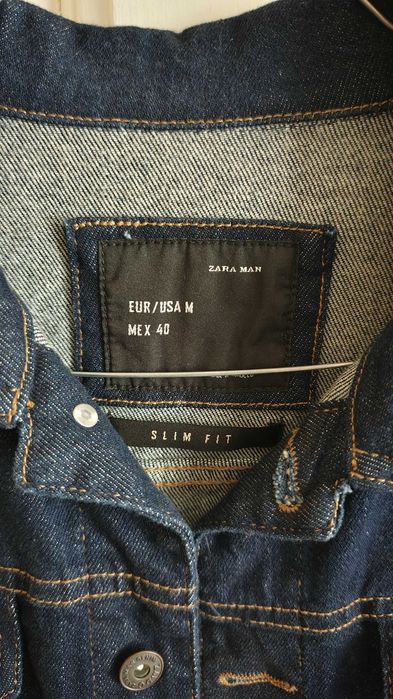 ZARA MAN
EUR/USA M
MEX 40
SLIM FIT